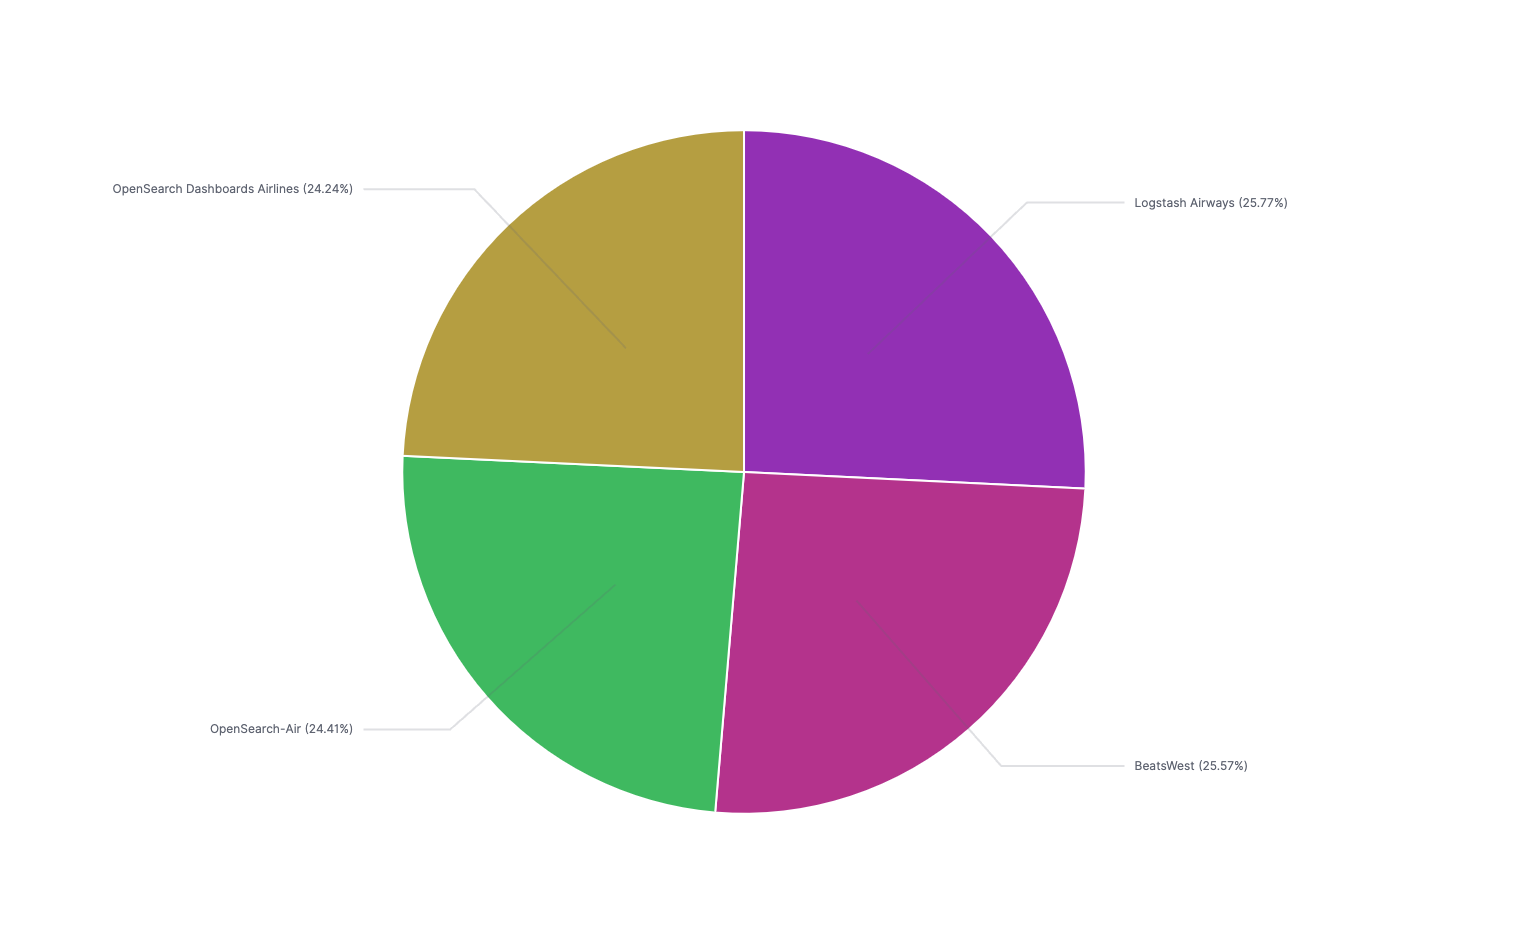 OpenSearch Dashboards Airlines (24.24%)
Logstash Airways (25.77%)
OpenSearch-Air (24.41%)
BeatsWest (25.57%)